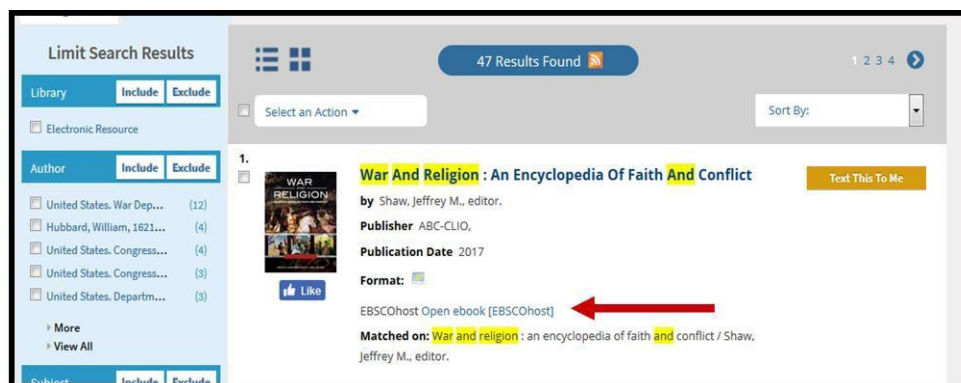 Limit Search Results
Library Include Exclude
Electronic Resource
Author Include Exclude
United States. War Dep... (12)
Hubbard, William, 1621... (4)
United States. Congress... (4)
United States. Congress... (3)
United States. Departm... (3)
More
View All
Subject Include Exclude
47 Results Found
1 2 3 4
Select an Action
Sort By:
1.
WAR
AND
RELIGION
Like
War And Religion : An Encyclopedia Of Faith And Conflict
Text This To Me
by Shaw, Jeffrey M., editor.
Publisher ABC-CLIO,
Publication Date 2017
Format:
EBSCOhost Open ebook [EBSCOhost]
Matched on: War and religion : an encyclopedia of faith and conflict / Shaw,
Jeffrey M., editor.